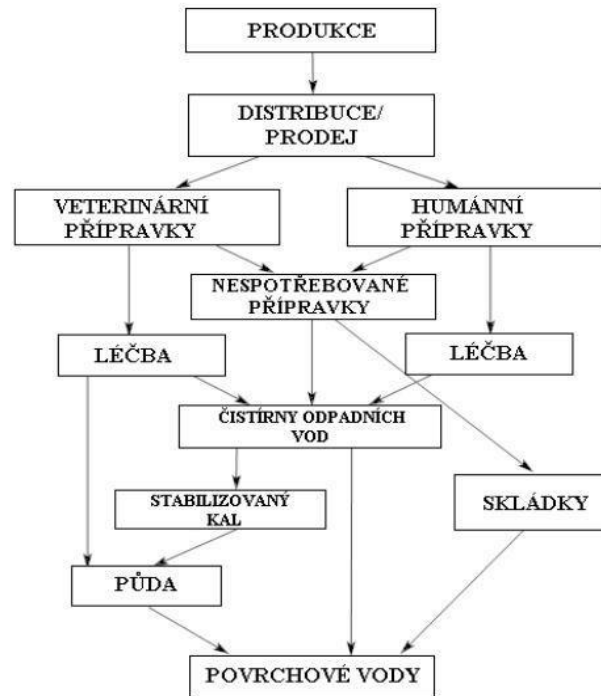 PRODUKCE
DISTRIBUCE/
PRODEJ
VETERINÁRNÍ
PŘÍPRAVKY
HUMÁNNÍ
PŘÍPRAVKY
NESPOTŘEBOVANÉ
PŘÍPRAVKY
LÉČBA
LÉČBA
ČISTÍRNY ODPADNÍCH
VOD
STABILIZOVANÝ
KAL
SKLÁDKY
PŮDA
POVRCHOVÉ VODY